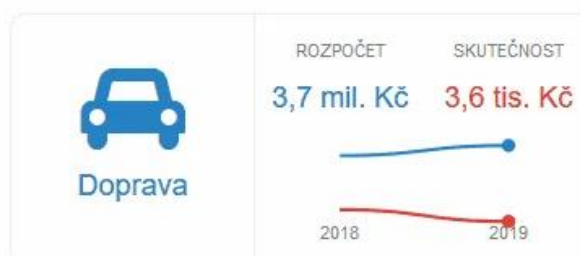 Doprava
ROZPOČET
SKUTEČNOST
3,7 mil. Kč
3,6 tis. Kč
2018
2019